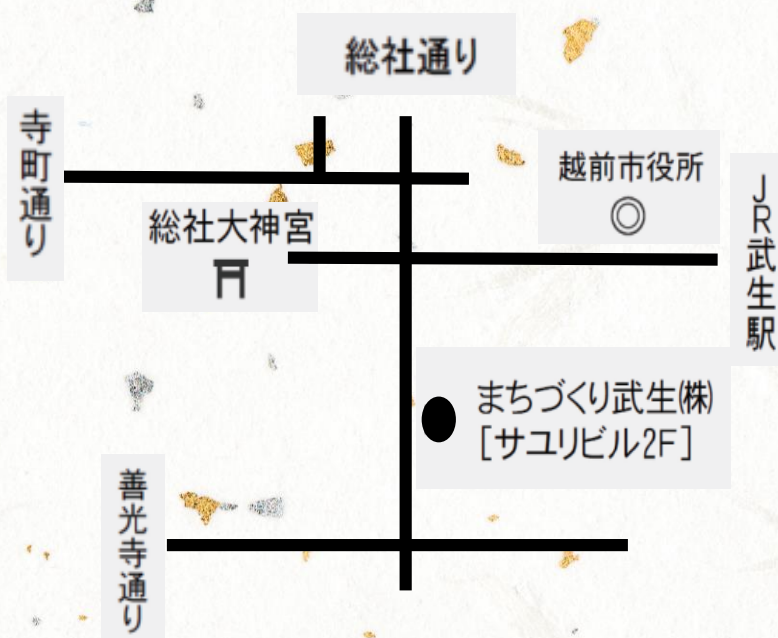 総社通り
寺町通り
越前市役所
◎
JR武生駅
総社大神宮
まちづくり武生㈱
[サユリビル2F]
善光寺通り